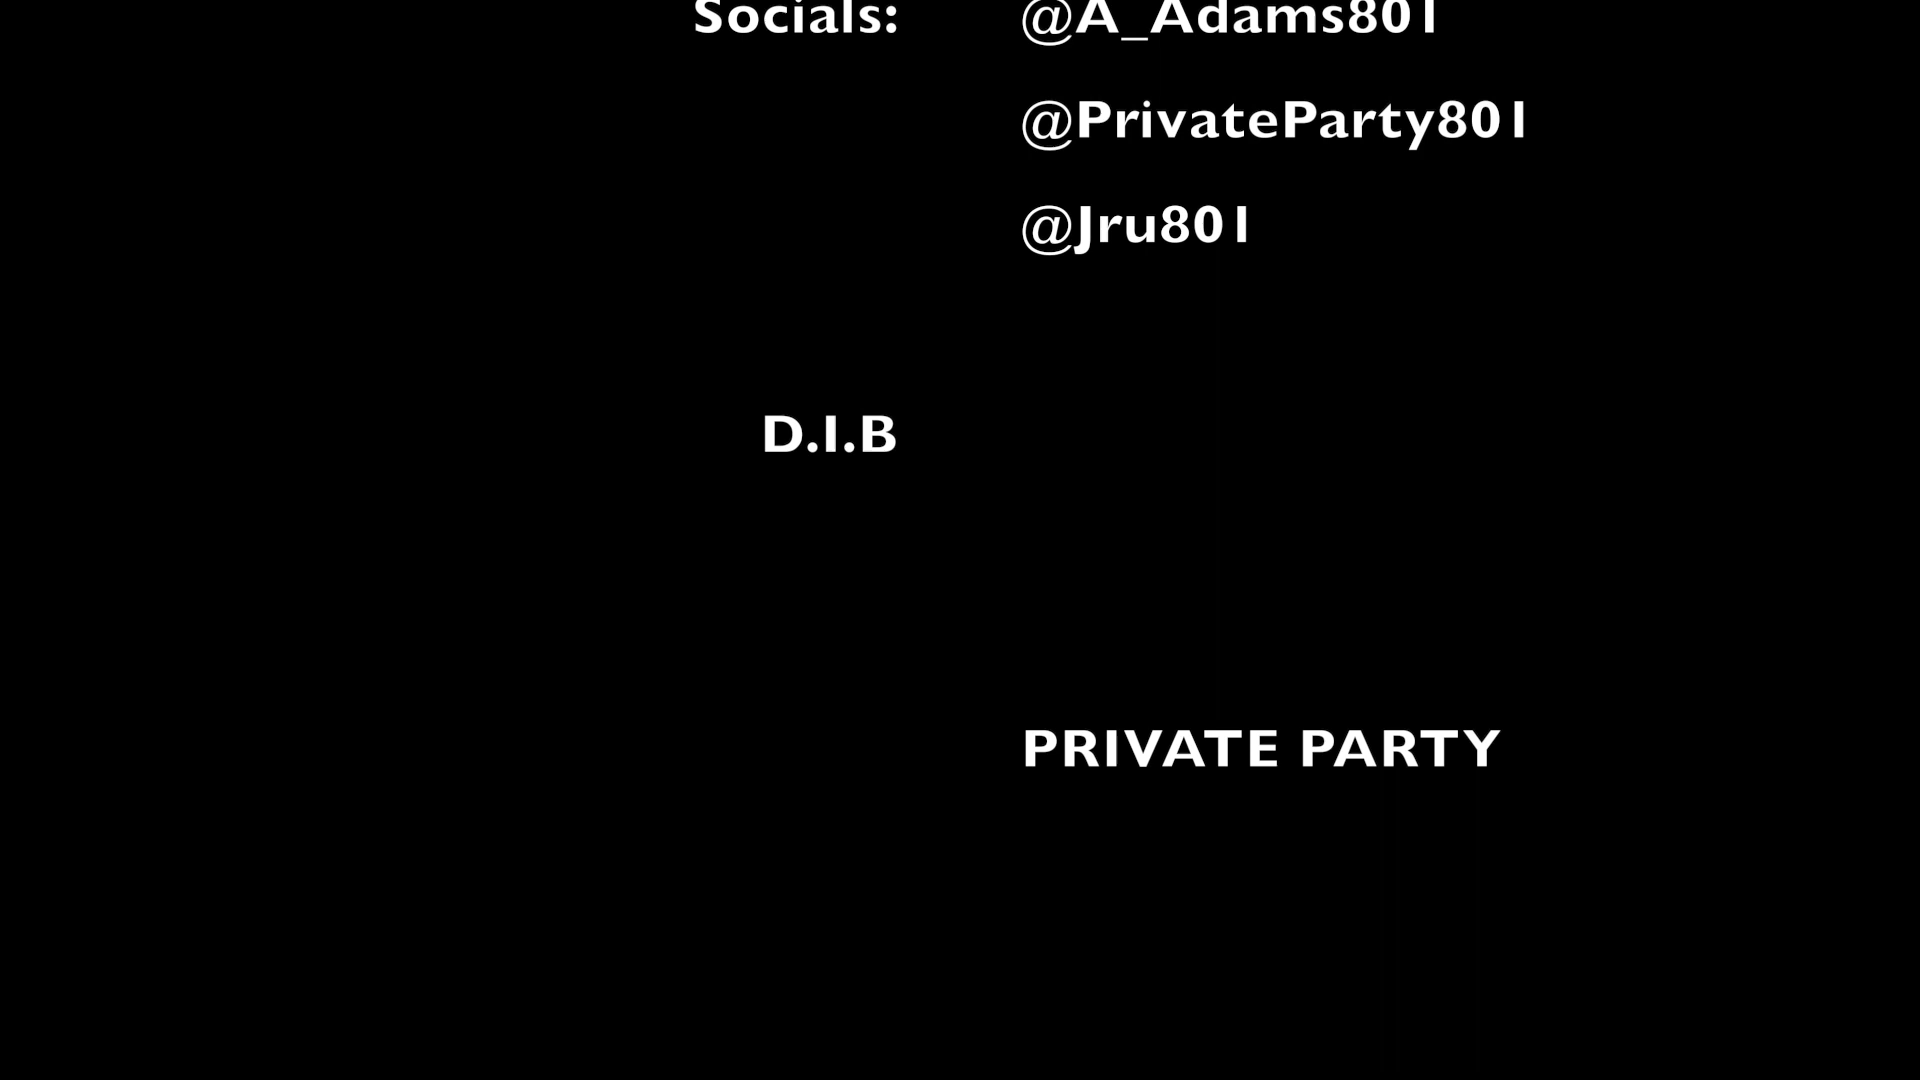 Socials: @A_Adams801
@PrivateParty801
@Jru801
D.I.B
PRIVATE PARTY